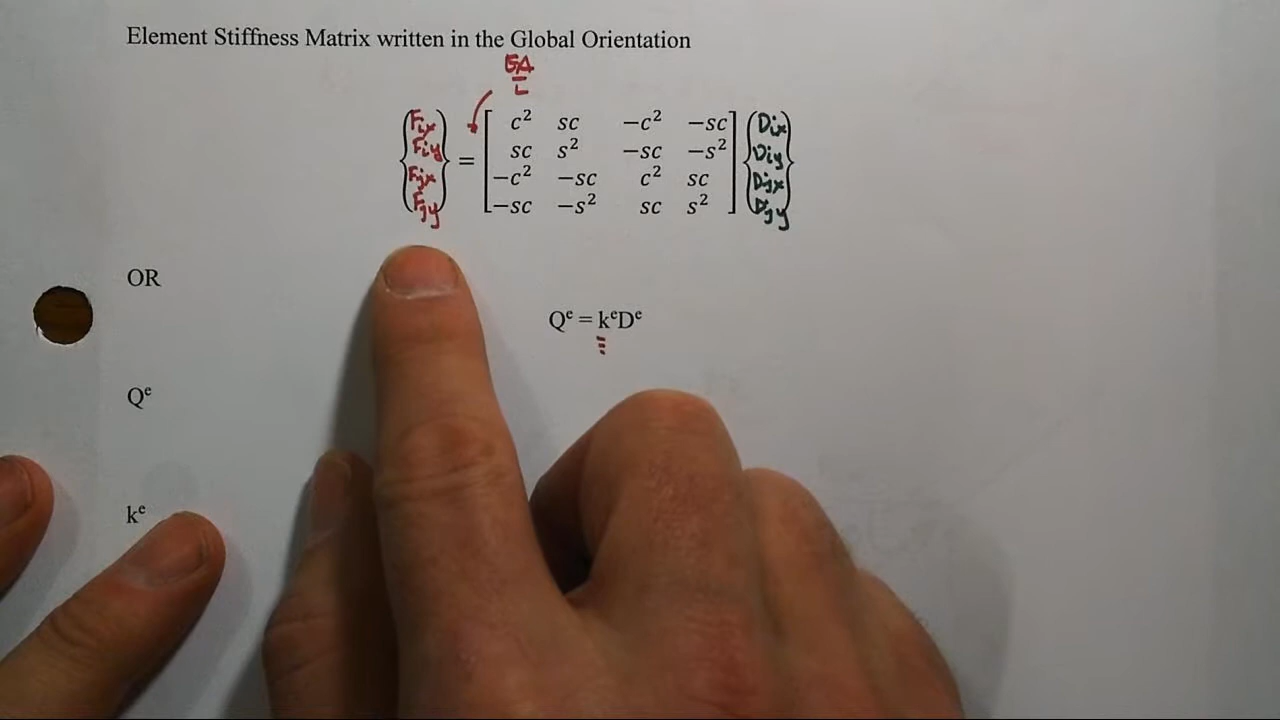 Element Stiffness Matrix written in the Global Orientation
EA
L
Fix c² sc −c² −sc Dix
Fiy = sc s² −sc −s² Diy
Fjx −c² −sc c² sc Djx
Fjy −sc −s² sc s² Djy
OR
Qᵉ = kᵉDᵉ
Qᵉ
kᵉ